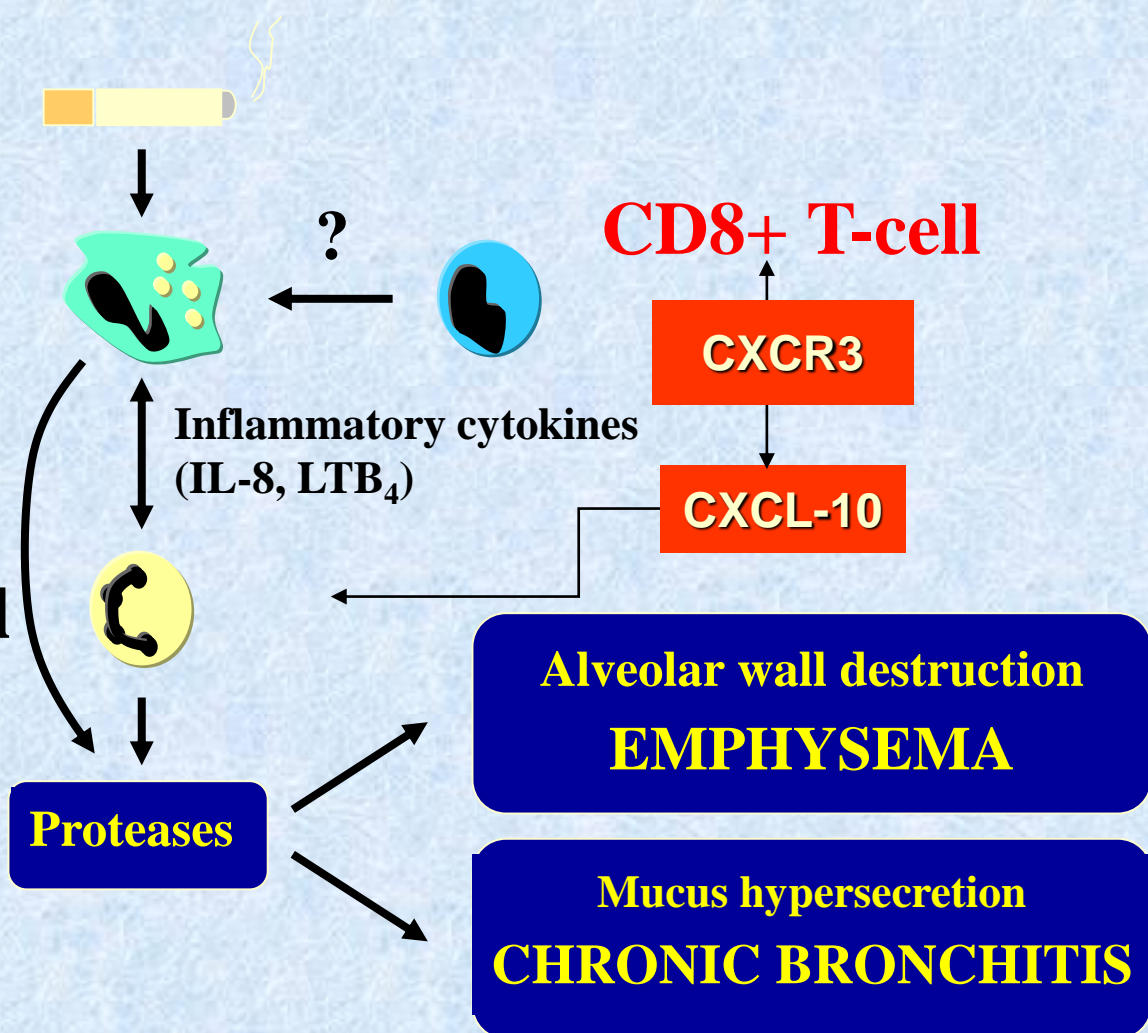 ?
CD8+ T-cell
CXCR3
Inflammatory cytokines
(IL-8, LTB₄)
CXCL-10
Alveolar wall destruction
EMPHYSEMA
Proteases
Mucus hypersecretion
CHRONIC BRONCHITIS